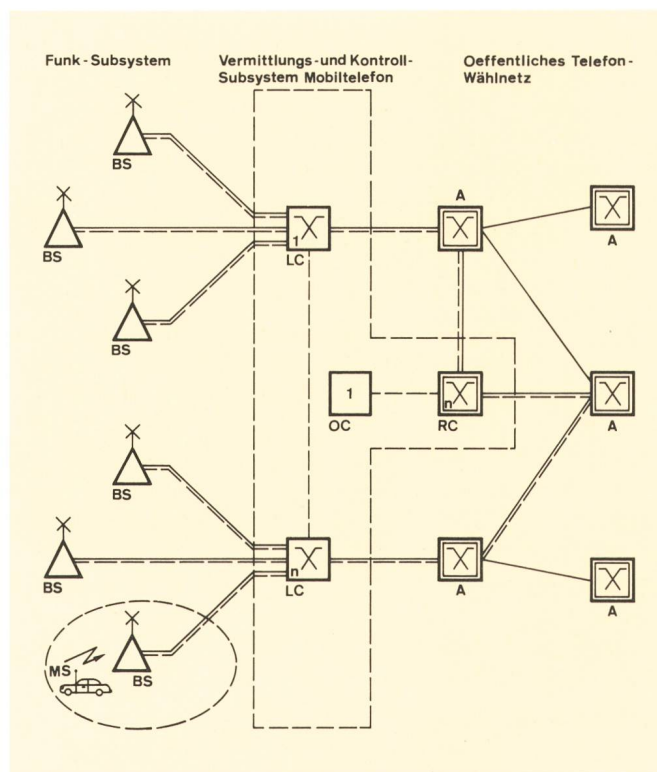 Funk-Subsystem
Vermittlungs-und Kontroll-
Subsystem Mobiltelefon
Oeffentliches Telefon-
Wählnetz
BS
A
BS
1
LC
A
BS
1
n
OC
RC
A
BS
BS
n
LC
A
A
MS
BS